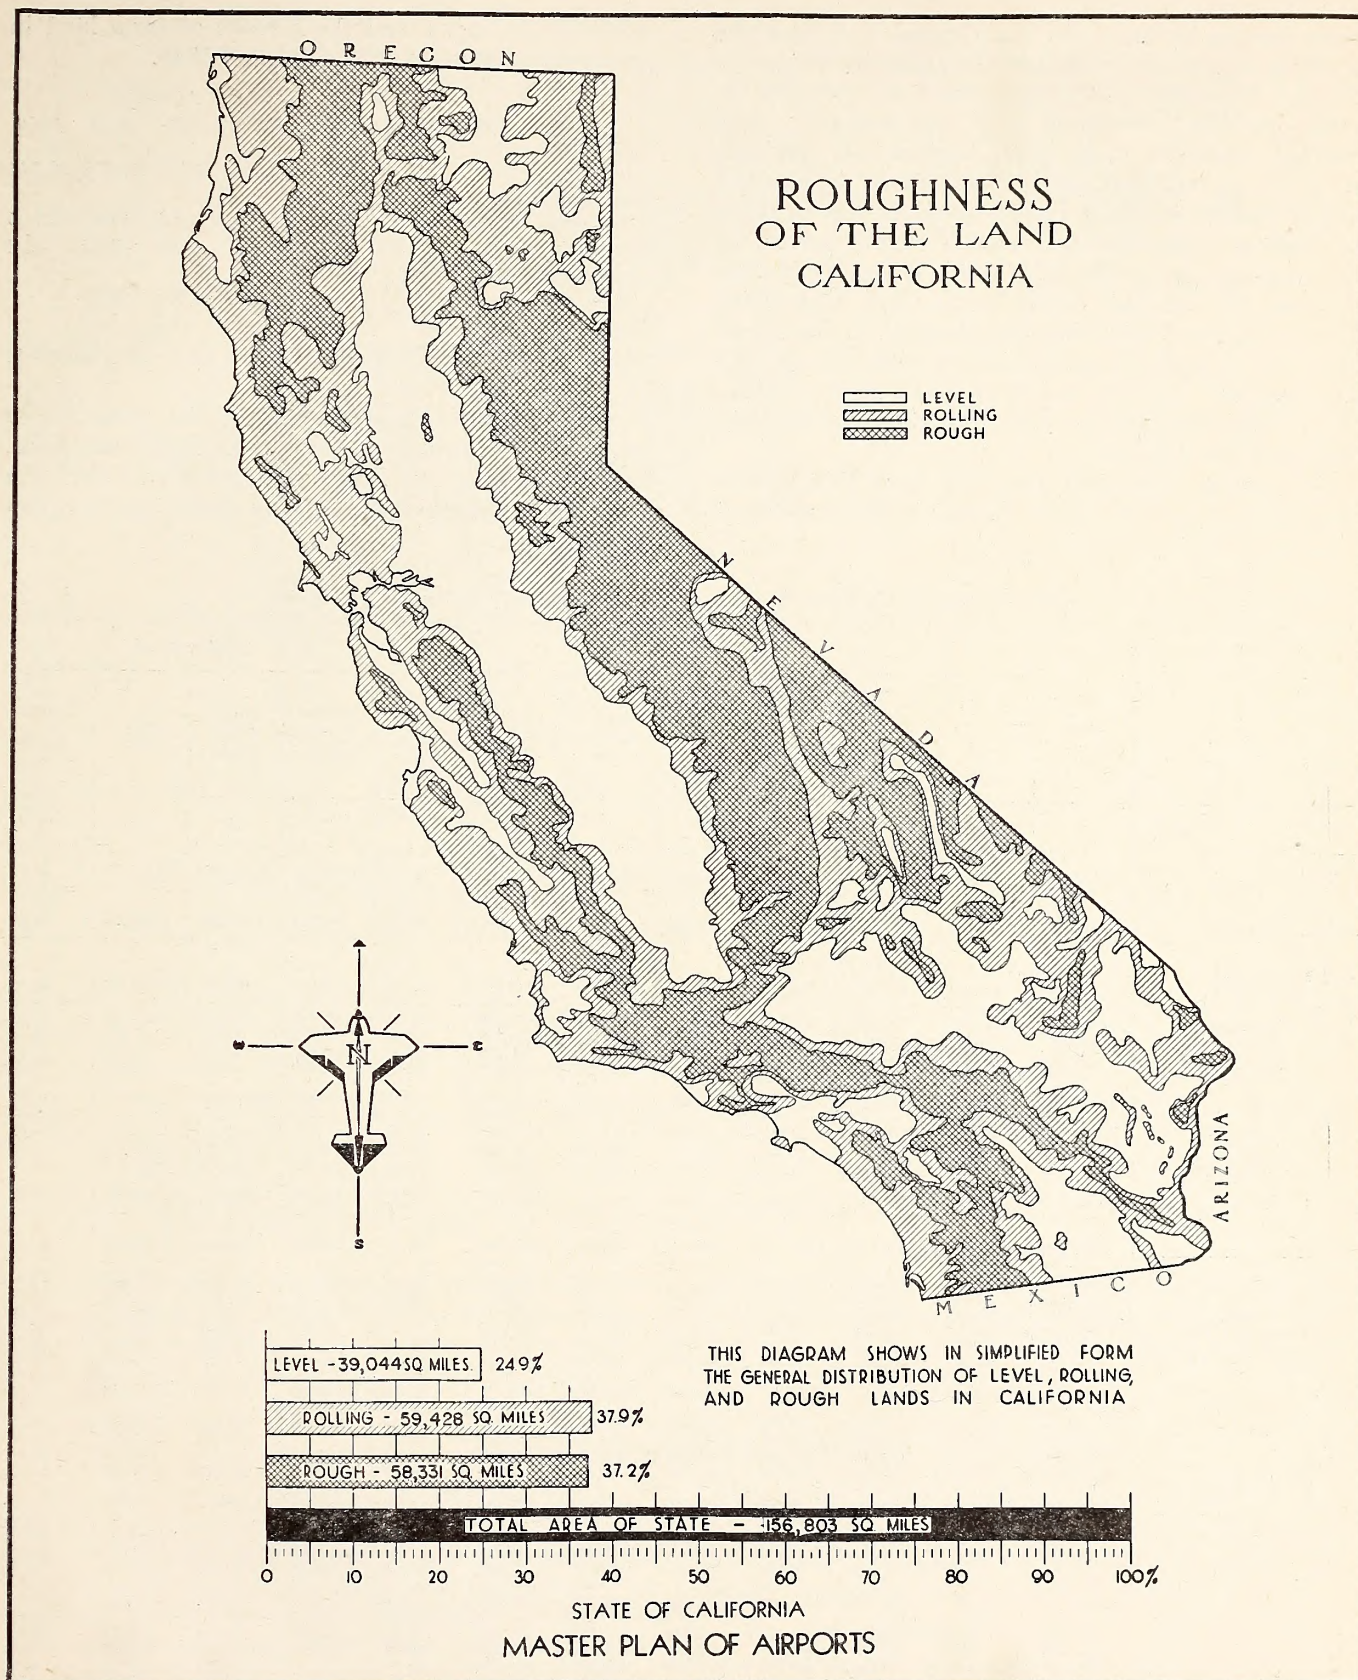 OREGON
ROUGHNESS
OF THE LAND
CALIFORNIA
LEVEL
ROLLING
ROUGH
NEVADA
W
E
N
S
ARIZONA
MEXICO
LEVEL - 39,044 SQ. MILES. 24.9%
ROLLING - 59,428 SQ. MILES 37.9%
ROUGH - 58,331 SQ. MILES 37.2%
TOTAL AREA OF STATE - 156,803 SQ. MILES
0 10 20 30 40 50 60 70 80 90 100%
THIS DIAGRAM SHOWS IN SIMPLIFIED FORM
THE GENERAL DISTRIBUTION OF LEVEL, ROLLING,
AND ROUGH LANDS IN CALIFORNIA
STATE OF CALIFORNIA
MASTER PLAN OF AIRPORTS